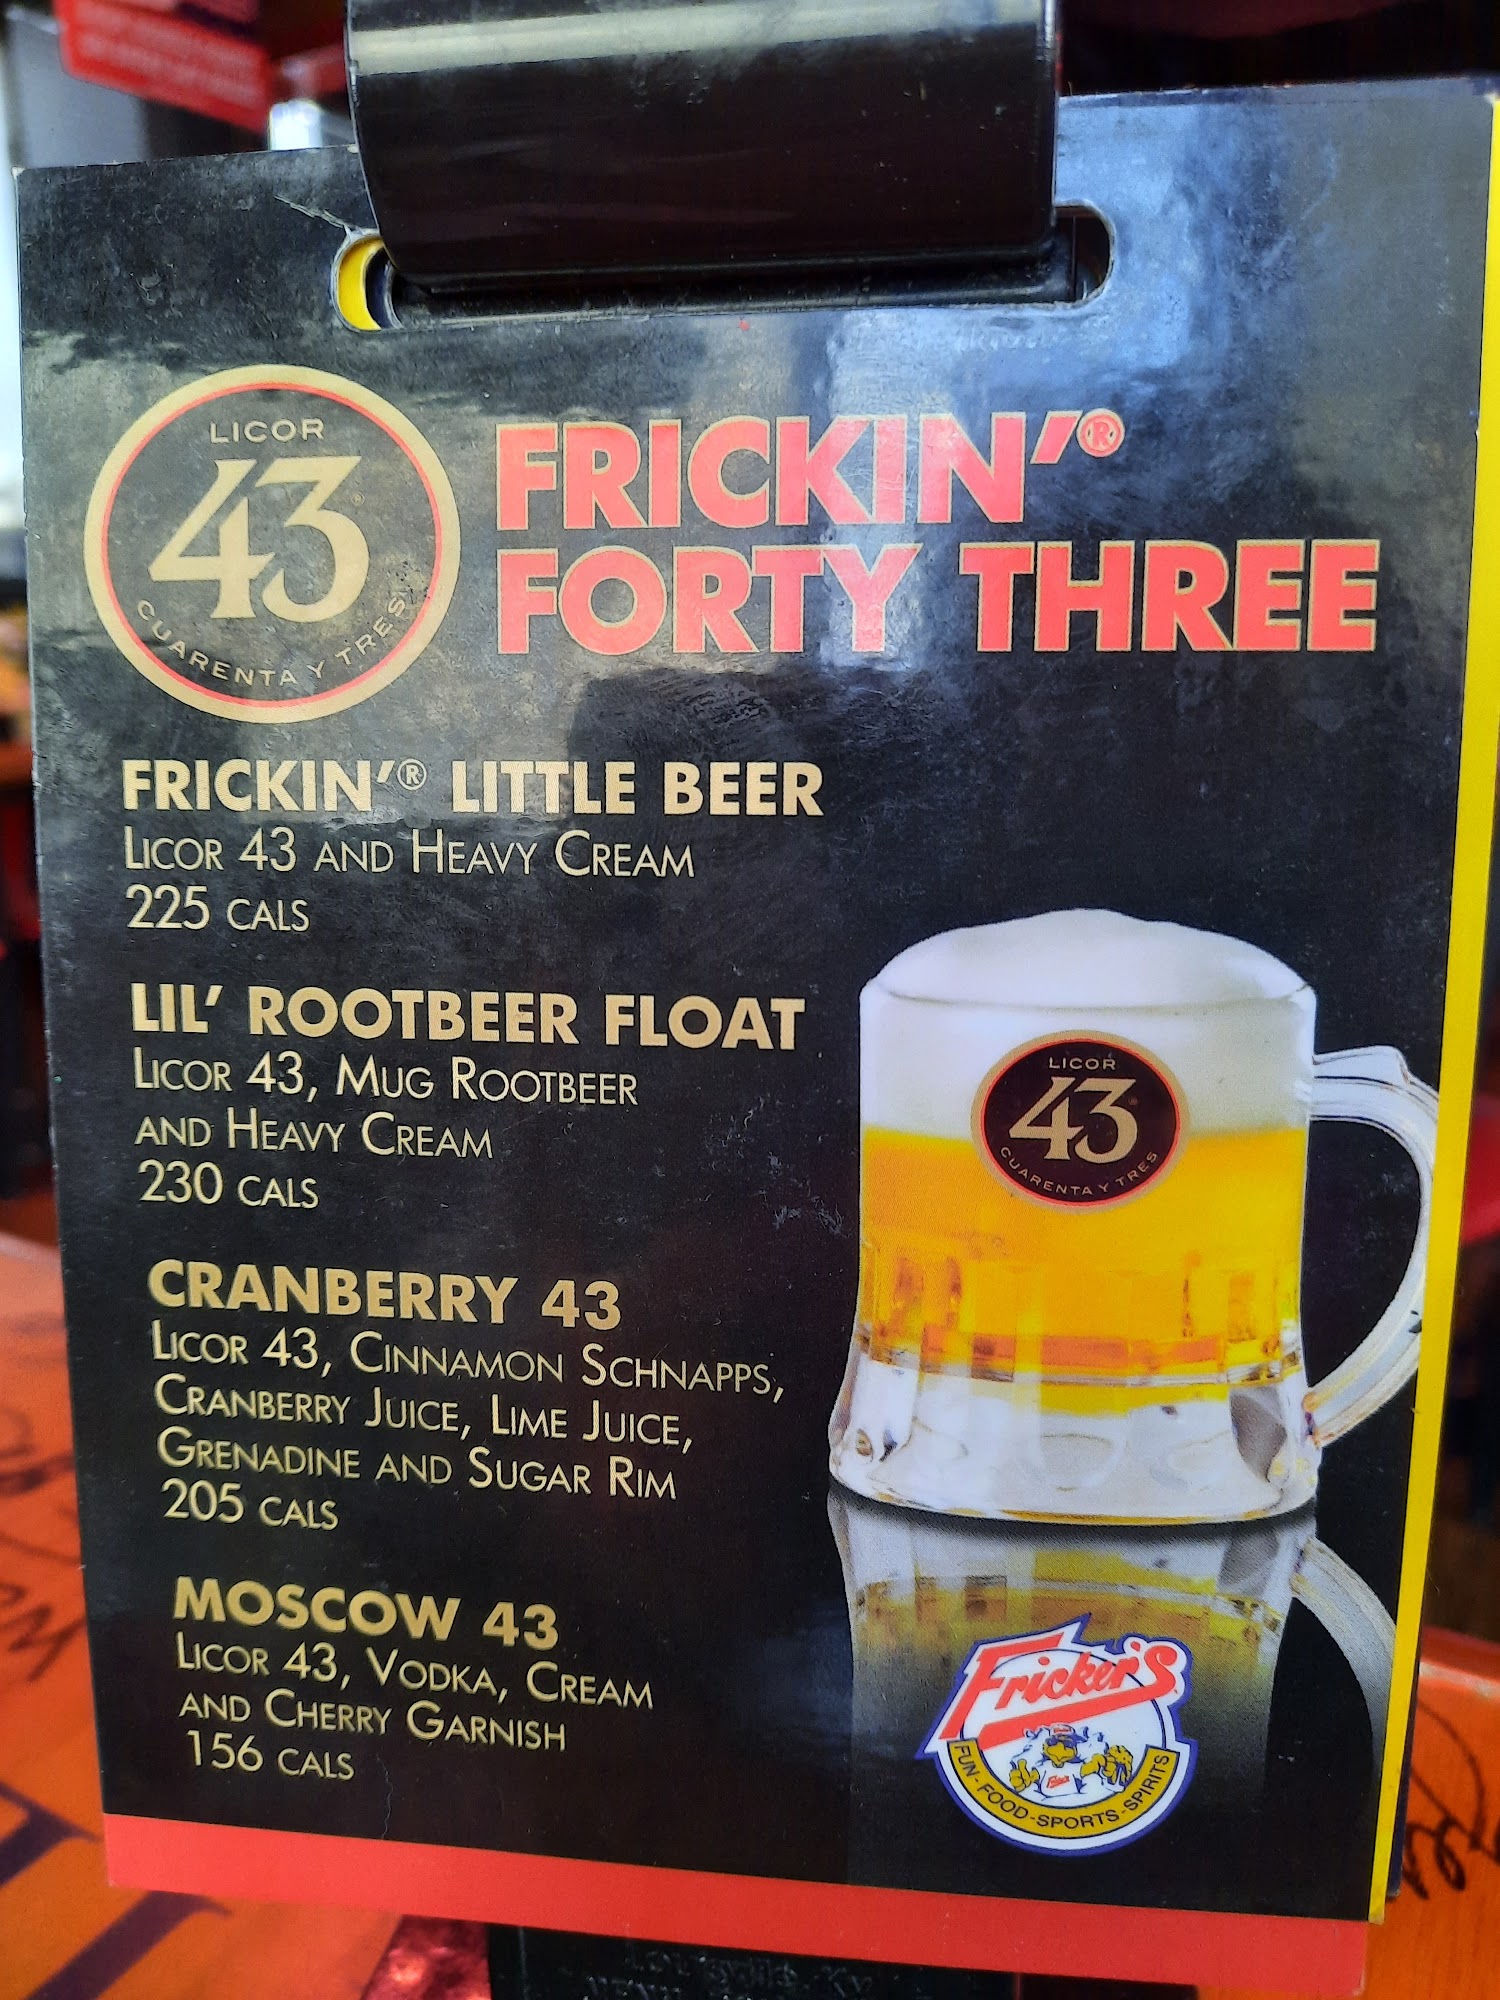 LICOR
43
CUARENTA Y TRES
FRICKIN'®
FORTY THREE
FRICKIN'® LITTLE BEER
LICOR 43 AND HEAVY CREAM
225 CALS
LIL' ROOTBEER FLOAT
LICOR 43, MUG ROOTBEER
AND HEAVY CREAM
230 CALS
CRANBERRY 43
LICOR 43, CINNAMON SCHNAPPS,
CRANBERRY JUICE, LIME JUICE,
GRENADINE AND SUGAR RIM
205 CALS
MOSCOW 43
LICOR 43, VODKA, CREAM
AND CHERRY GARNISH
156 CALS
LICOR
43
CUARENTA Y TRES
Fricker's
FUN-FOOD-SPORTS-SPIRITS